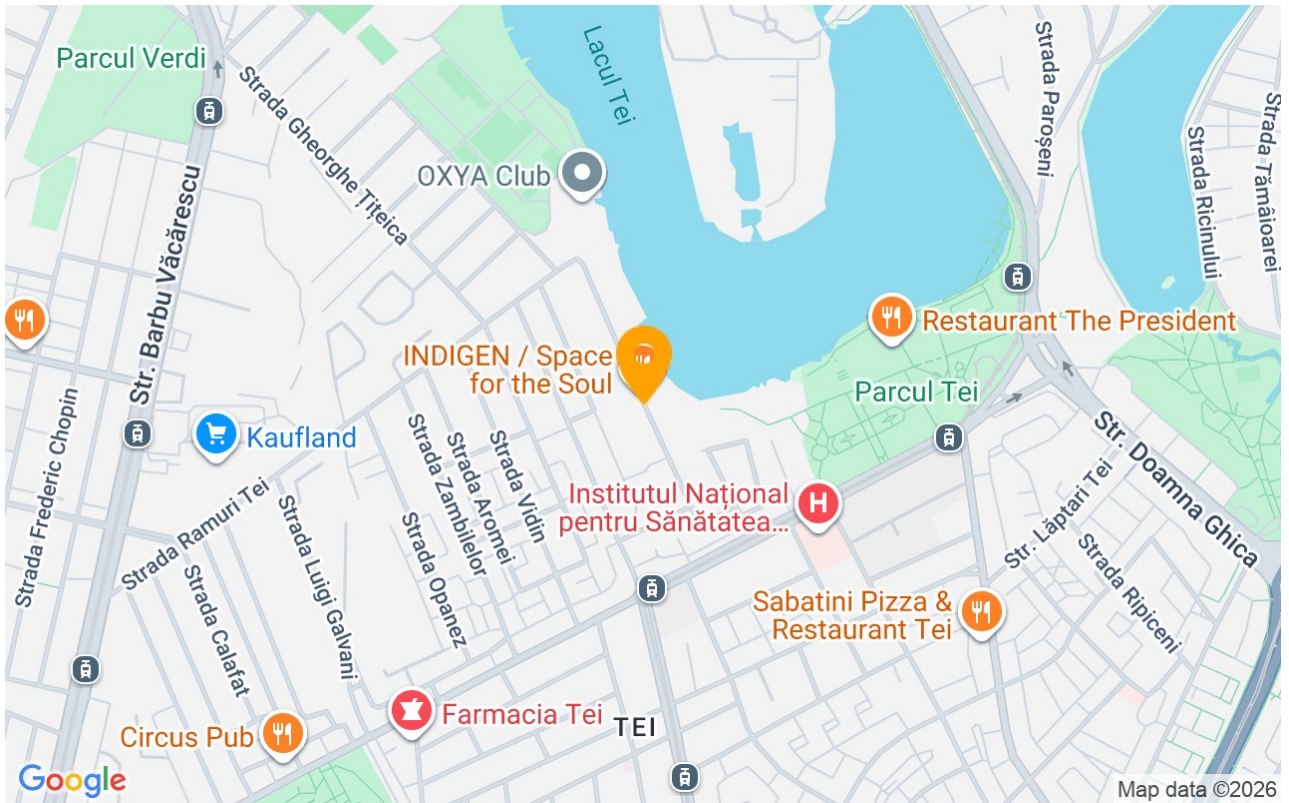 Parcul Verdi
Strada Gheorghe Țițeica
Lacul Tei
Strada Paroșeni
Strada Ricinului
Strada Tămâioarei
OXYA Club
Str. Barbu Văcărescu
INDIGEN / Space
for the Soul
Restaurant The President
Parcul Tei
Kaufland
Strada Frederic Chopin
Strada Ramuri Tei
Strada Luigi Galvani
Strada Calafat
Strada Opanez
Strada Zambilelor
Strada Aromei
Strada Vidin
Institutul Național
pentru Sănătatea...
Str. Doamna Ghica
Str. Lăptari Tei
Strada Ripiceni
Sabatini Pizza &
Restaurant Tei
Farmacia Tei
TEI
Circus Pub
Google
Map data ©2026